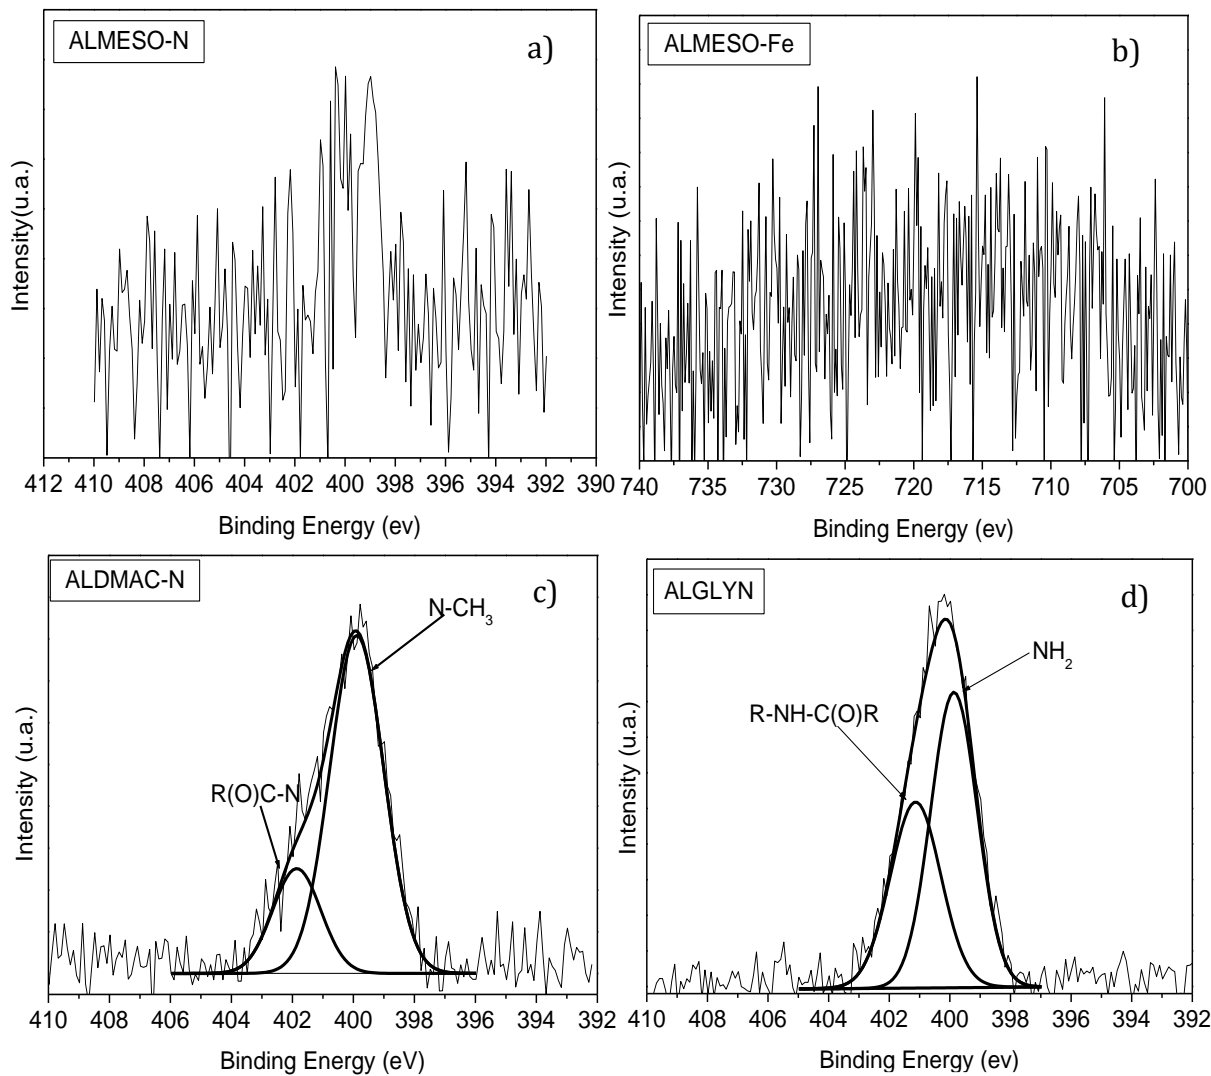 ALMESO-N
a)
Intensity(u.a.)
412 410 408 406 404 402 400 398 396 394 392 390
Binding Energy (ev)
ALMESO-Fe
b)
Intensity (u.a.)
740 735 730 725 720 715 710 705 700
Binding Energy (ev)
ALDMAC-N
c)
N-CH3
R(O)C-N
Intensity (u.a.)
410 408 406 404 402 400 398 396 394 392
Binding Energy (eV)
ALGLYN
d)
NH2
R-NH-C(O)R
Intensity (u.a.)
410 408 406 404 402 400 398 396 394 392
Binding Energy (ev)